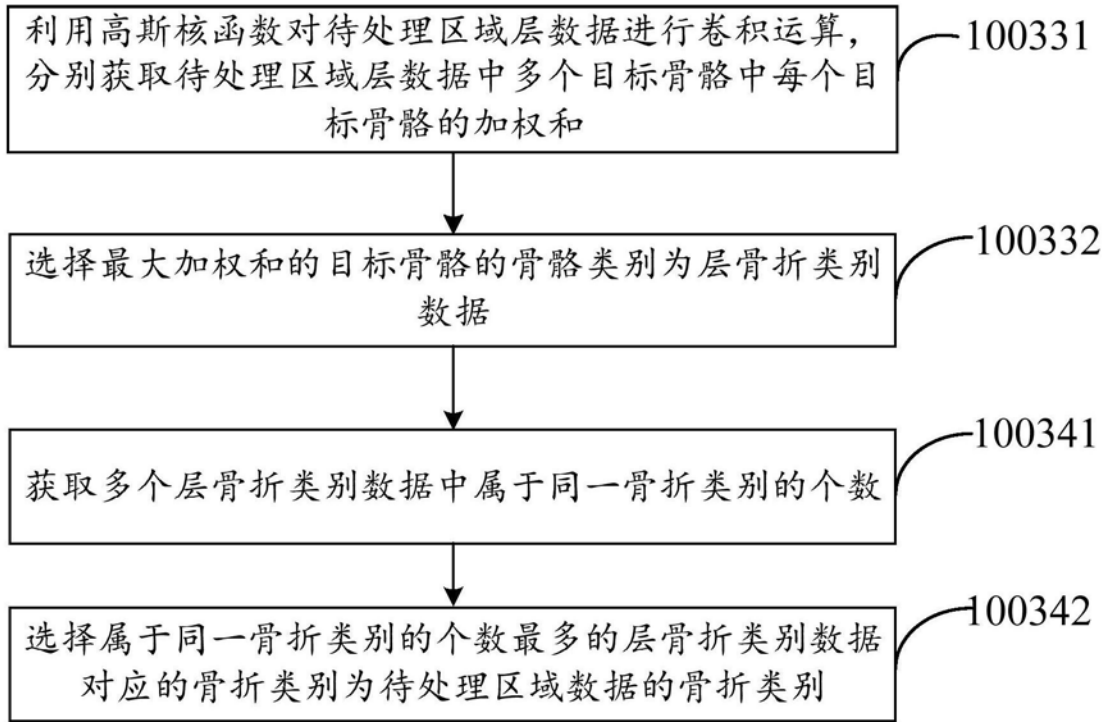 利用高斯核函数对待处理区域层数据进行卷积运算，
分别获取待处理区域层数据中多个目标骨骼中每个目
标骨骼的加权和
100331
选择最大加权和的目标骨骼的骨骼类别为层骨折类别
数据
100332
获取多个层骨折类别数据中属于同一骨折类别的个数
100341
选择属于同一骨折类别的个数最多的层骨折类别数据
对应的骨折类别为待处理区域数据的骨折类别
100342